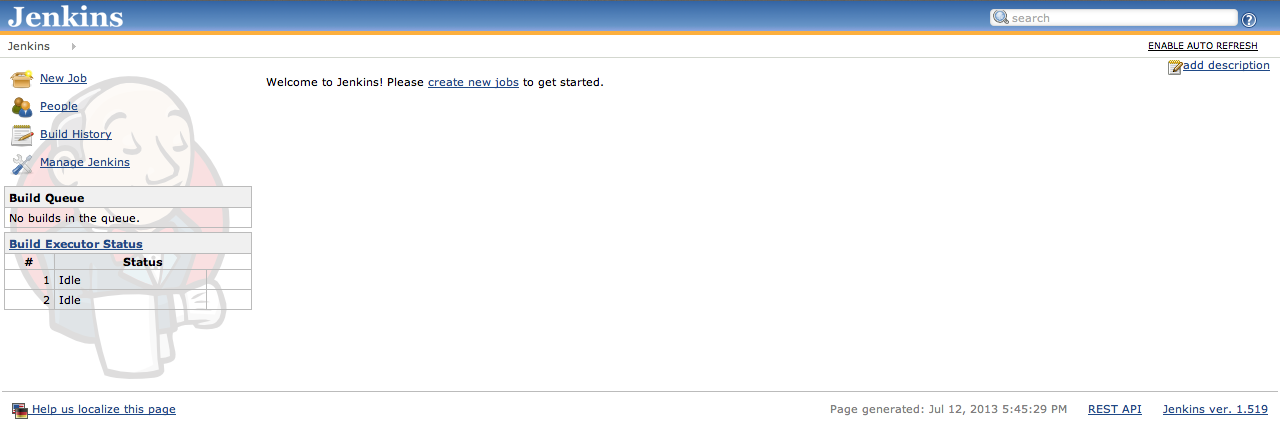 Jenkins
search
Jenkins
ENABLE AUTO REFRESH
add description
New Job
People
Build History
Manage Jenkins
Welcome to Jenkins! Please create new jobs to get started.
Build Queue
No builds in the queue.
Build Executor Status
# Status
1 Idle
2 Idle
Help us localize this page
Page generated: Jul 12, 2013 5:45:29 PM REST API Jenkins ver. 1.519